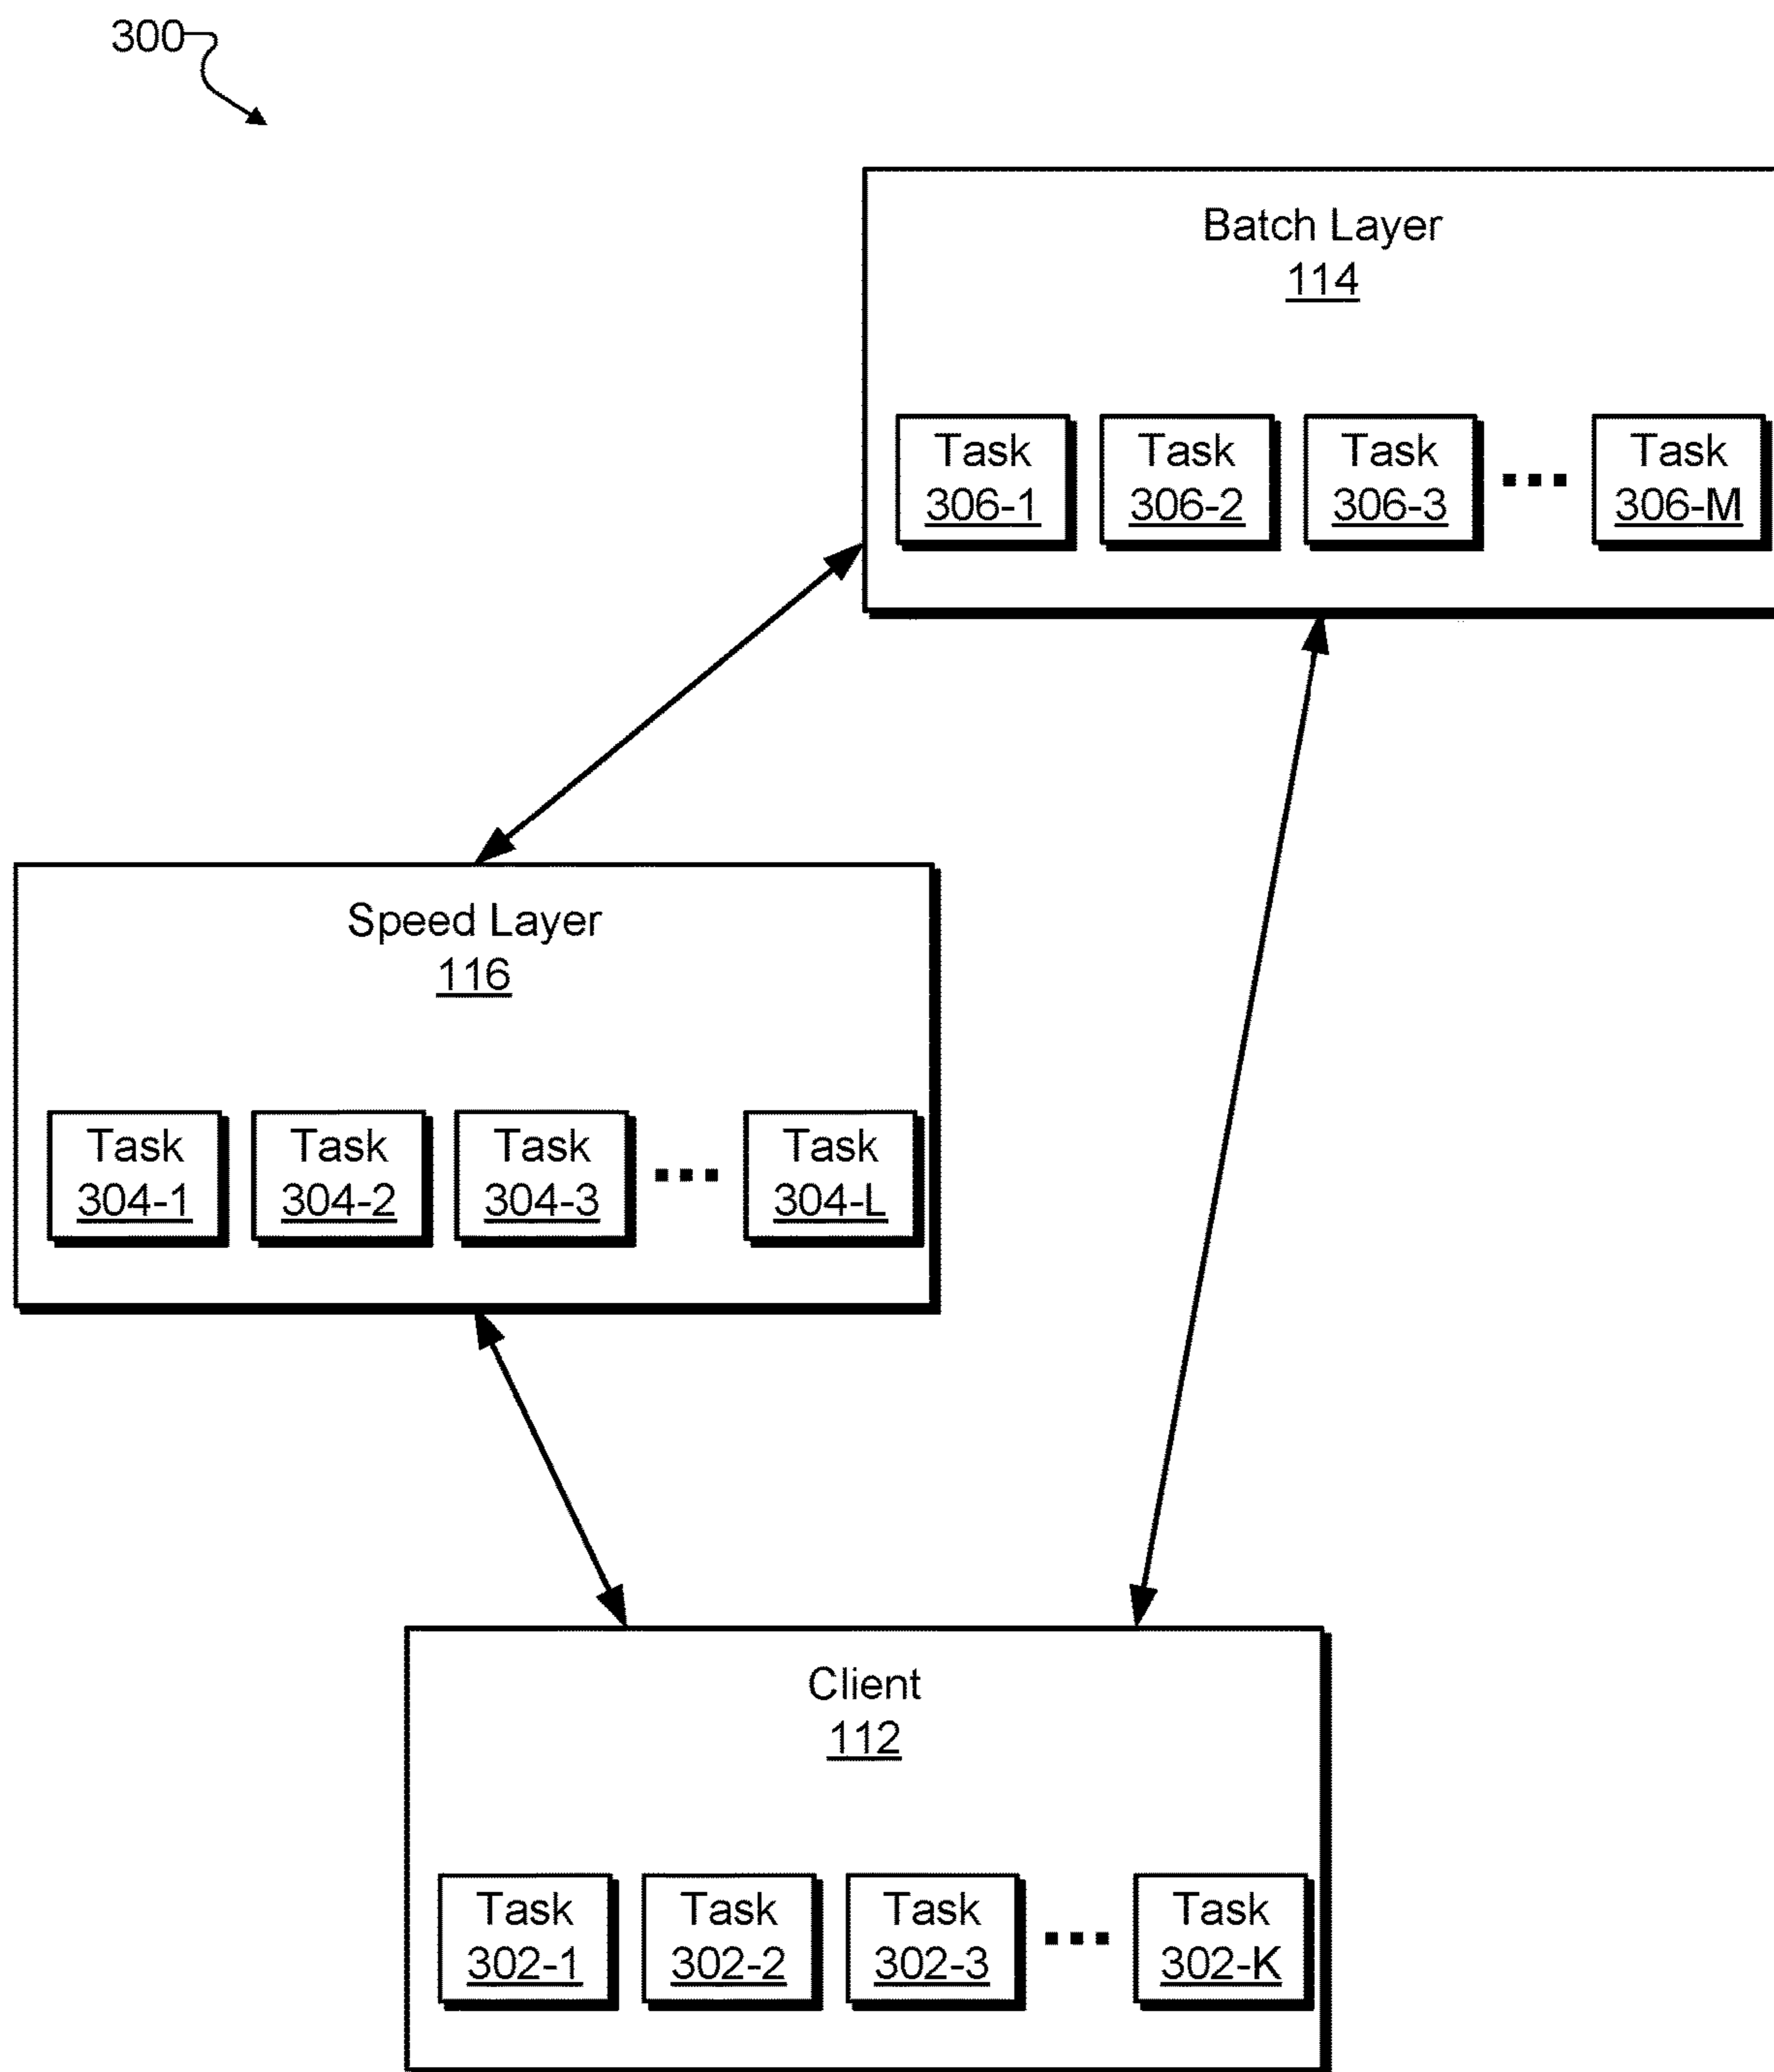 300
Batch Layer
114
Task Task Task Task
306-1 306-2 306-3 ... 306-M
Speed Layer
116
Task Task Task Task
304-1 304-2 304-3 ... 304-L
Client
112
Task Task Task Task
302-1 302-2 302-3 ... 302-K